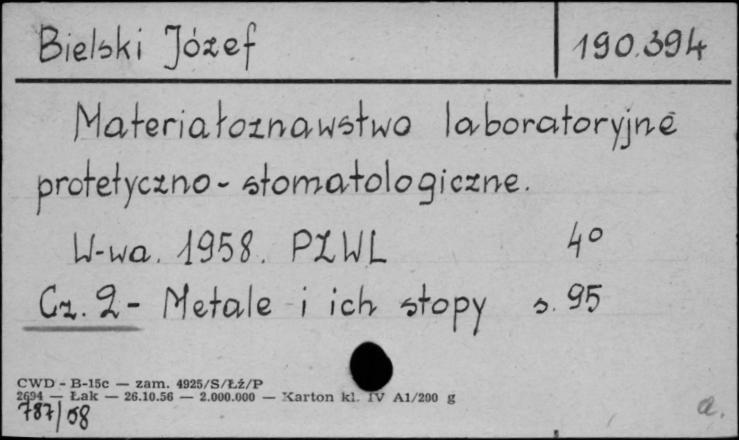 Bielski Józef
190.394
Materiałoznawstwo laboratoryjne
protetyczno-stomatologiczne.
W-wa. 1958. PZWL 4°
Cz. 2 - Metale i ich stopy s. 95
CWD - B-15c — zam. 4925/S/Łź/P
2694 — Łak — 26.10.56 — 2.000.000 — Karton kl. IV A1/200 g
787/58
a.